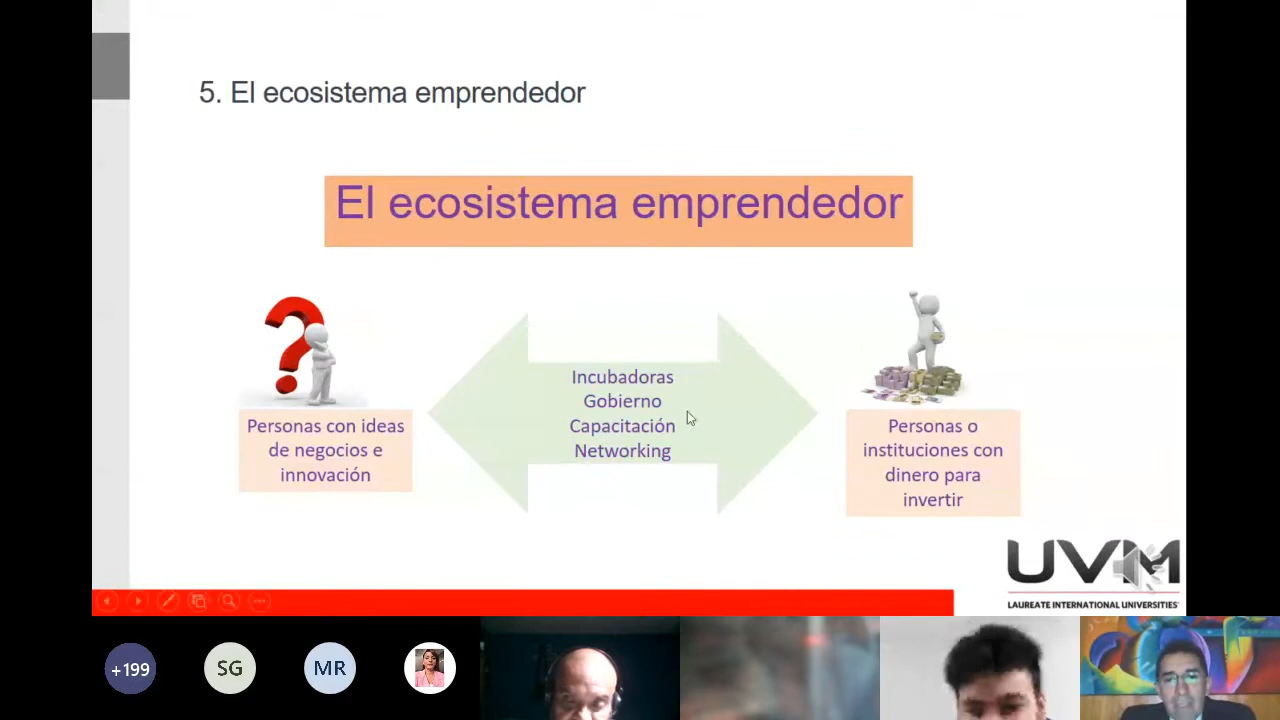 5. El ecosistema emprendedor
El ecosistema emprendedor
Personas con ideas
de negocios e
innovación
Incubadoras
Gobierno
Capacitación
Networking
Personas o
instituciones con
dinero para
invertir
UVM
LAUREATE INTERNATIONAL UNIVERSITIES
+199
SG
MR